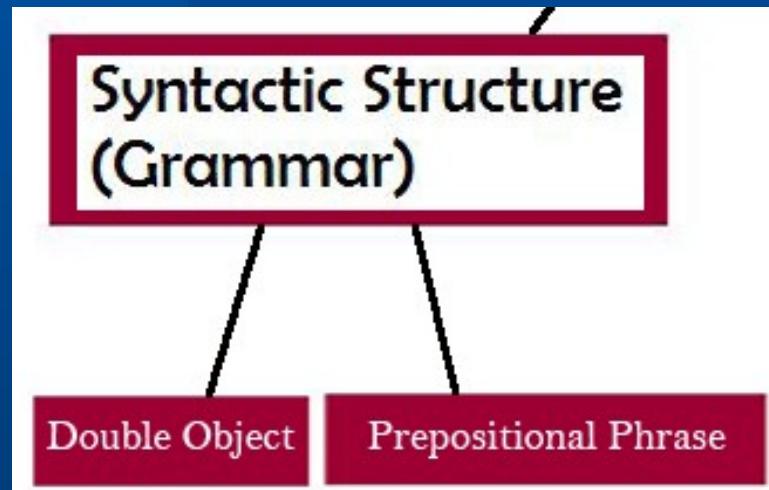 Syntactic Structure
(Grammar)
Double Object
Prepositional Phrase